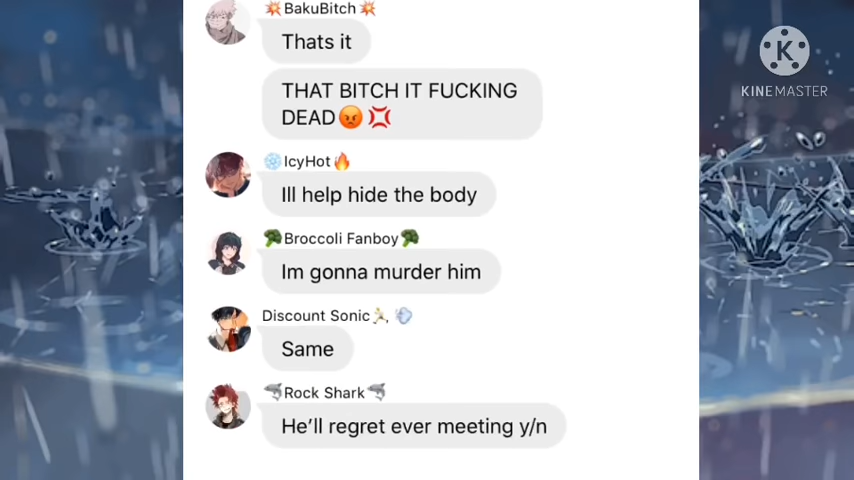 💥BakuBitch💥
Thats it
THAT BITCH IT FUCKING
DEAD😡💢
K
KINEMASTER
❄️IcyHot🔥
Ill help hide the body
🥦Broccoli Fanboy🥦
Im gonna murder him
Discount Sonic🏃💨
Same
🦈Rock Shark🦈
He’ll regret ever meeting y/n